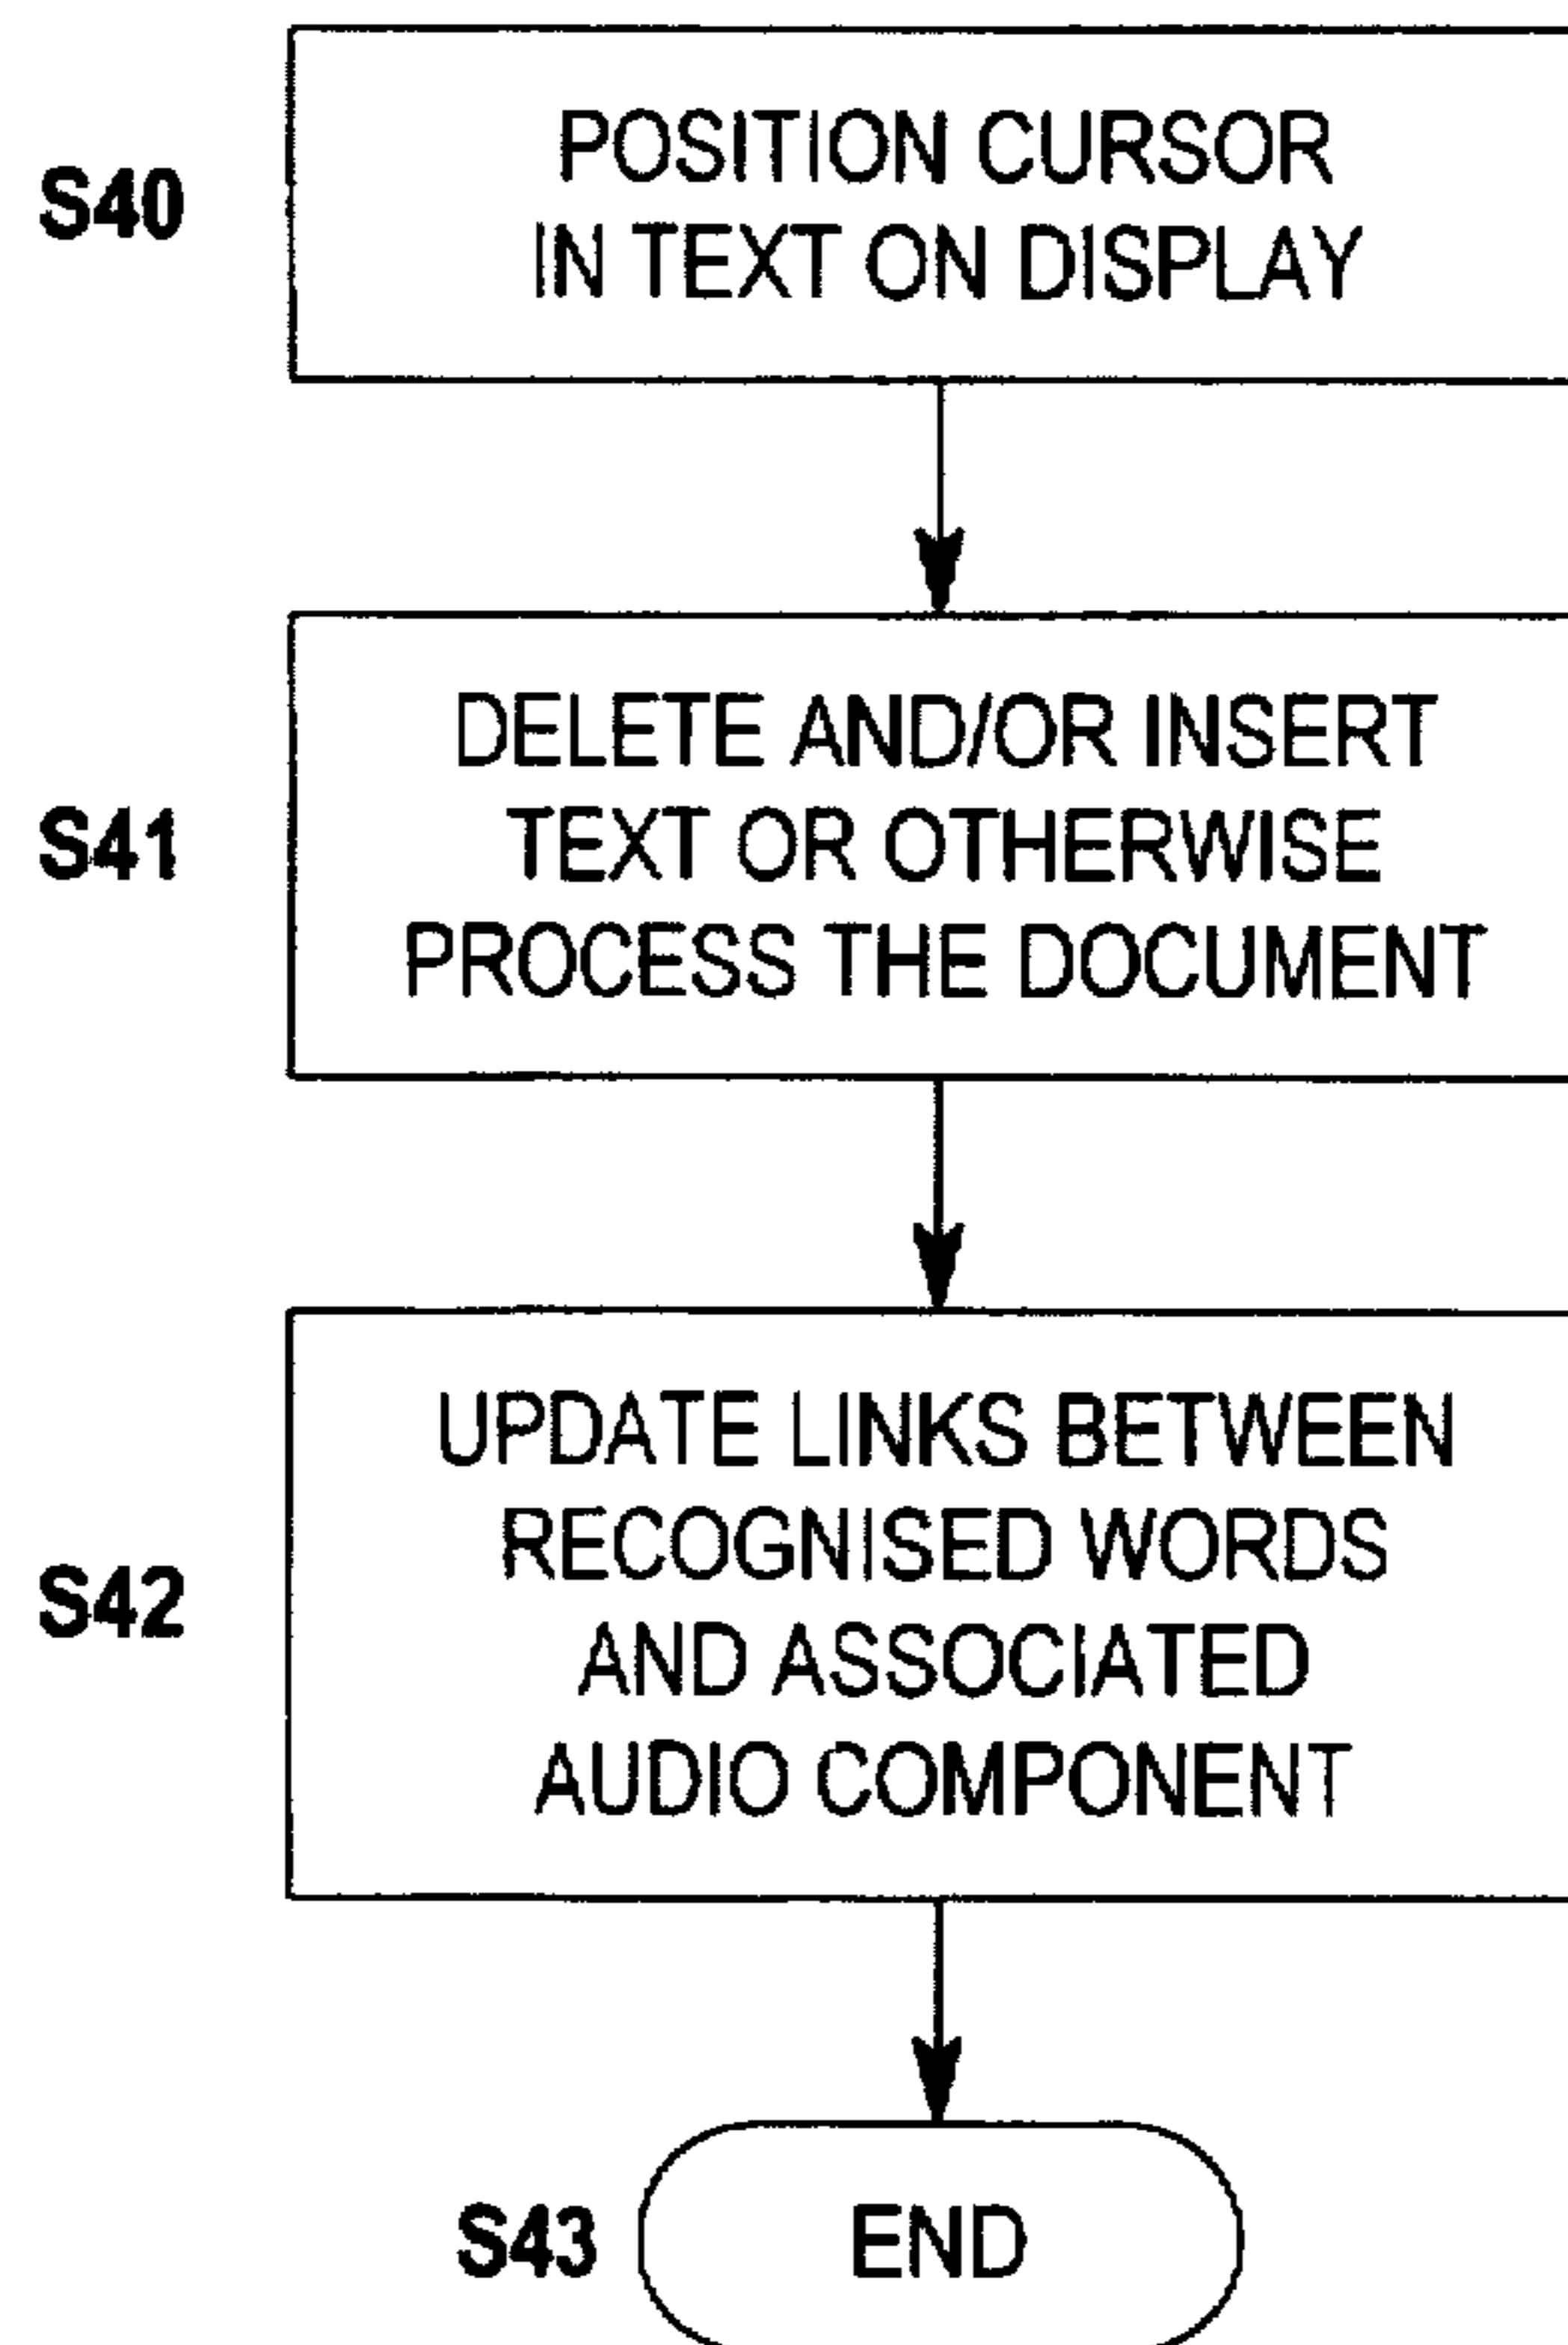 S40
POSITION CURSOR
IN TEXT ON DISPLAY
S41
DELETE AND/OR INSERT
TEXT OR OTHERWISE
PROCESS THE DOCUMENT
S42
UPDATE LINKS BETWEEN
RECOGNISED WORDS
AND ASSOCIATED
AUDIO COMPONENT
S43
END